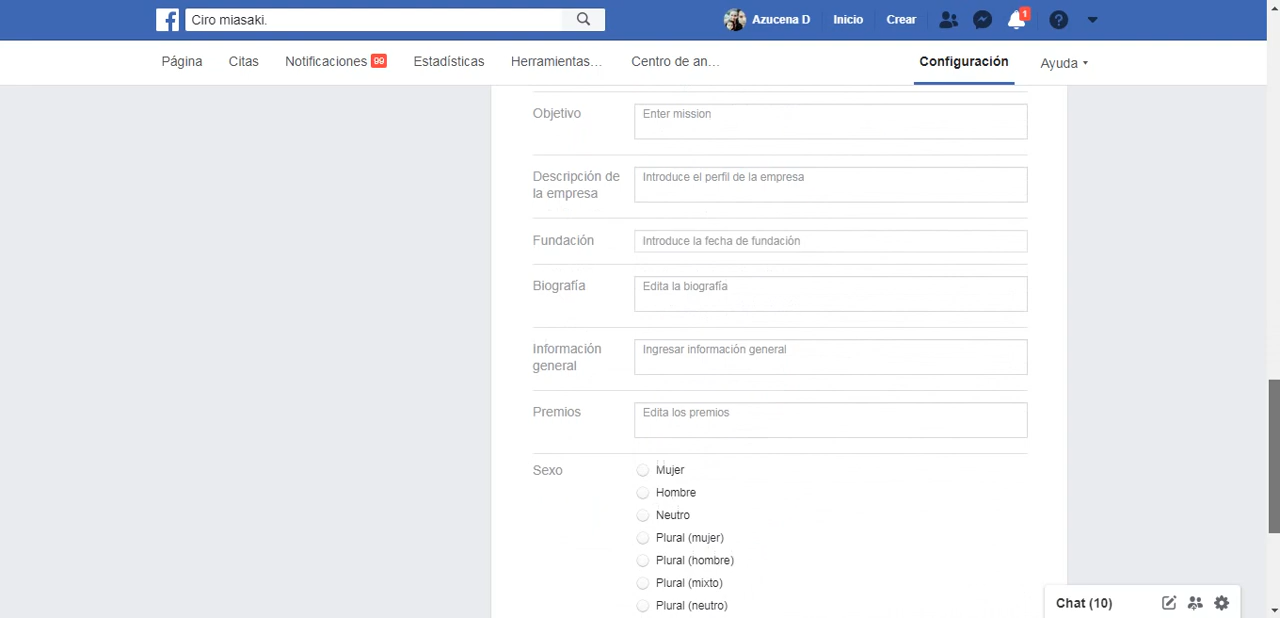 f Ciro miasaki. Azucena D Inicio Crear 1
Página Citas Notificaciones 99 Estadísticas Herramientas... Centro de an... Configuración Ayuda
Objetivo Enter mission
Descripción de la empresa Introduce el perfil de la empresa
Fundación Introduce la fecha de fundación
Biografía Edita la biografía
Información general Ingresar información general
Premios Edita los premios
Sexo Mujer
Hombre
Neutro
Plural (mujer)
Plural (hombre)
Plural (mixto)
Plural (neutro)
Chat (10)